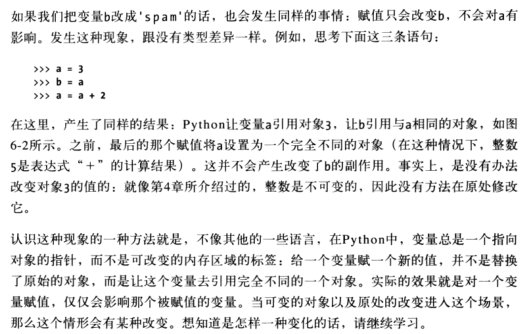 如果我们把变量b改成'spam'的话，也会发生同样的事情：赋值只会改变b，不会对a有
影响。发生这种现象，跟没有类型差异一样。例如，思考下面这三条语句：
>>> a = 3
>>> b = a
>>> a = a + 2
在这里，产生了同样的结果：Python让变量a引用对象3，让b引用与a相同的对象，如图
6-2所示。之前，最后的那个赋值将a设置为一个完全不同的对象（在这种情况下，整数
5是表达式“+”的计算结果）。这并不会产生改变了b的副作用。事实上，是没有办法
改变对象3的值的：就像第4章所介绍过的，整数是不可变的，因此没有方法在原处修改
它。
认识这种现象的一种方法就是，不像其他的一些语言，在Python中，变量总是一个指向
对象的指针，而不是可改变的内存区域的标签：给一个变量赋一个新的值，并不是替换
了原始的对象，而是让这个变量去引用完全不同的一个对象。实际的效果就是对一个变
量赋值，仅仅会影响那个被赋值的变量。当可变的对象以及原处的改变进入这个场景，
那么这个情形会有某种改变。想知道是怎样一种变化的话，请继续学习。